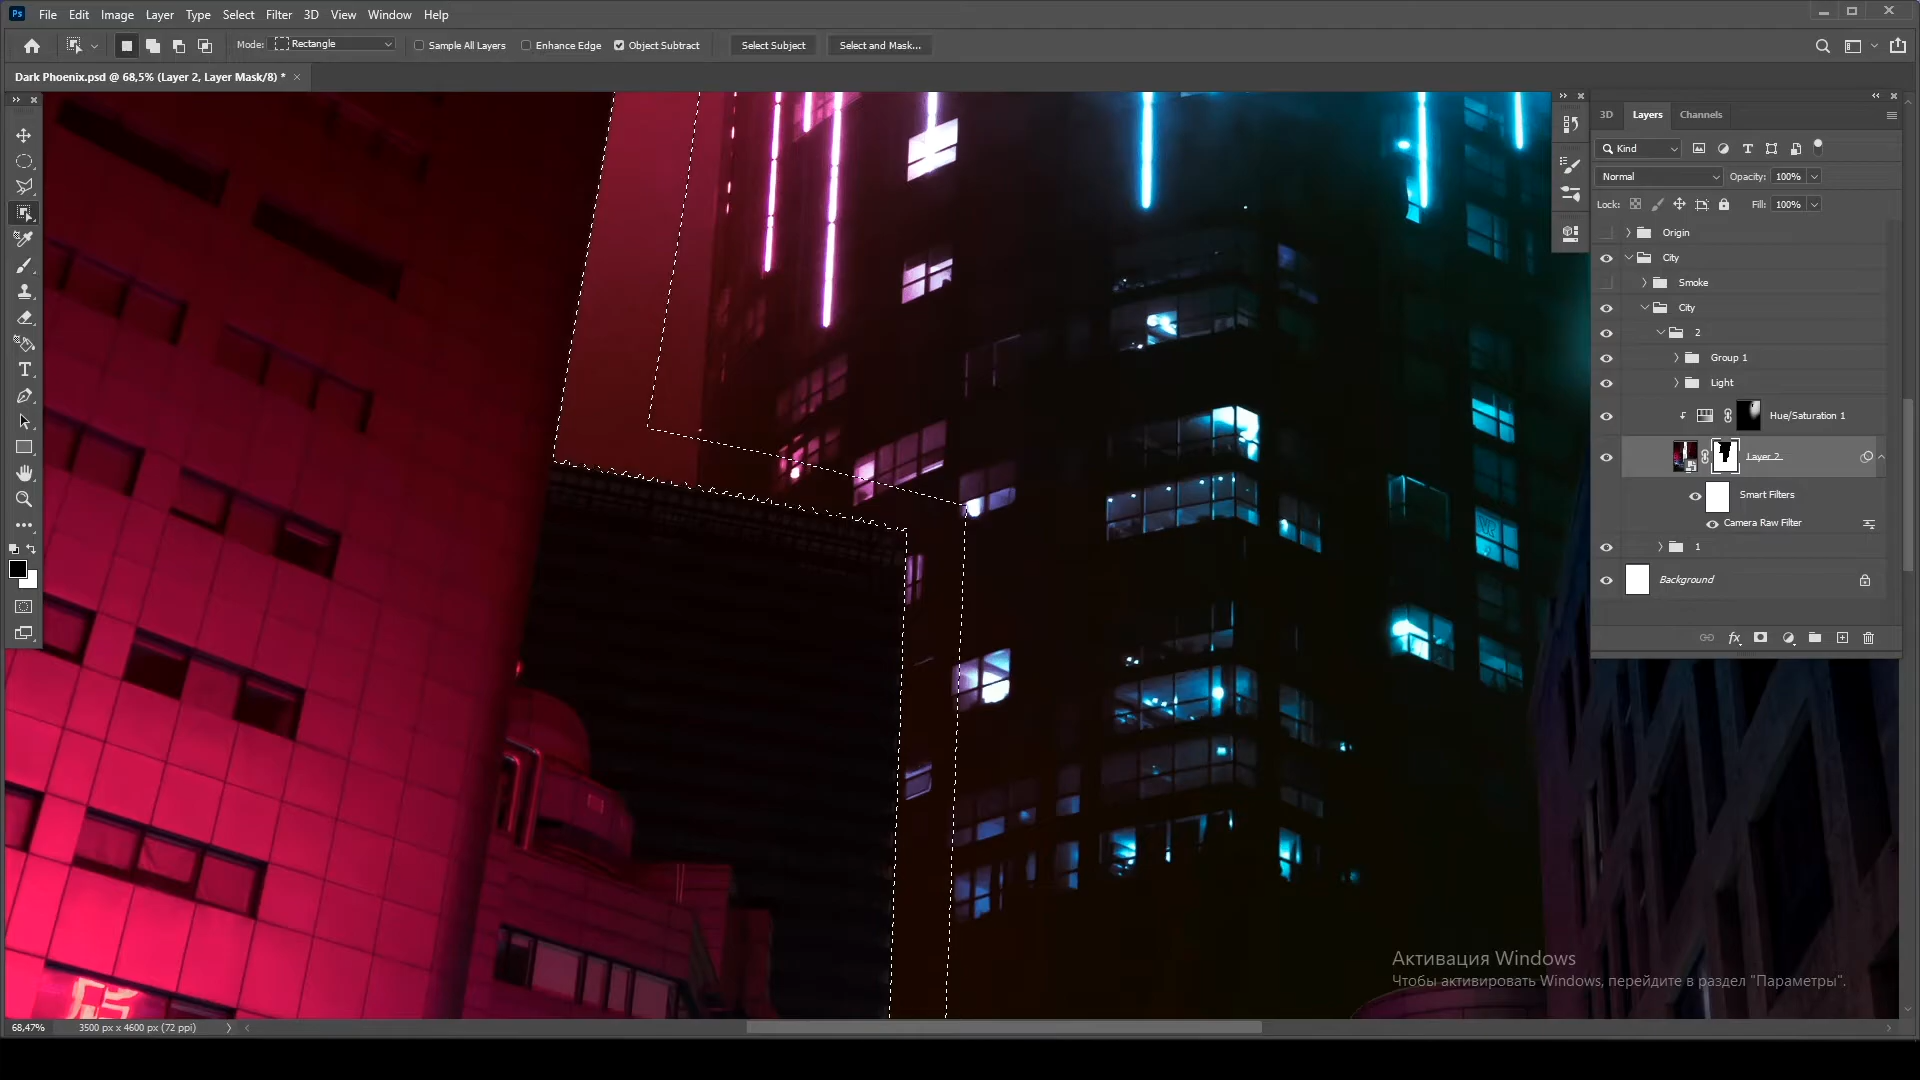 Ps File Edit Image Layer Type Select Filter 3D View Window Help
Mode: Rectangle Sample All Layers Enhance Edge Object Subtract Select Subject Select and Mask...
Dark Phoenix.psd @ 68,5% (Layer 2, Layer Mask/8) *
3D Layers Channels
Kind
Normal Opacity: 100%
Lock: Fill: 100%
Origin
City
Smoke
City
2
Group 1
Light
Hue/Saturation 1
Layer 2
Smart Filters
Camera Raw Filter
1
Background
fx
Активация Windows
Чтобы активировать Windows, перейдите в раздел "Параметры".
68,47% 3500 px x 4600 px (72 ppi)